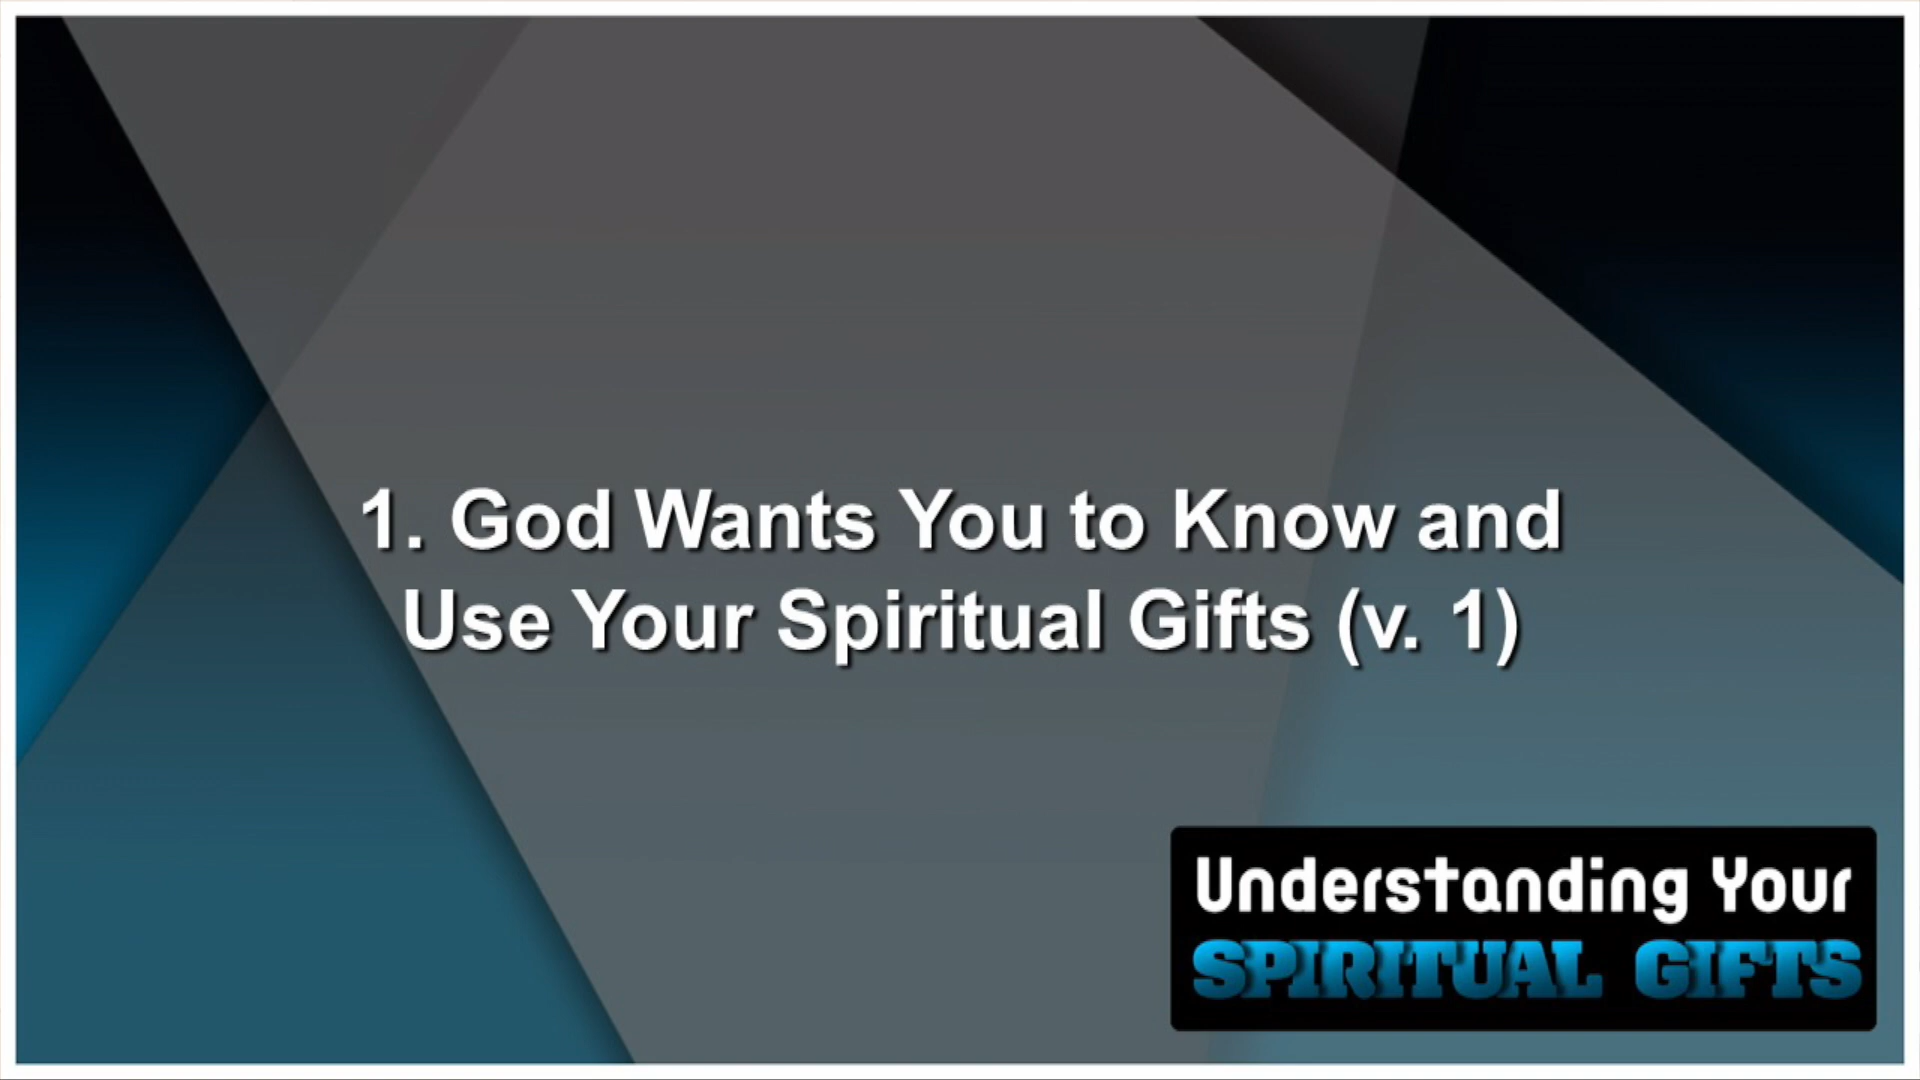 1. God Wants You to Know and
Use Your Spiritual Gifts (v. 1)
Understanding Your
SPIRITUAL GIFTS